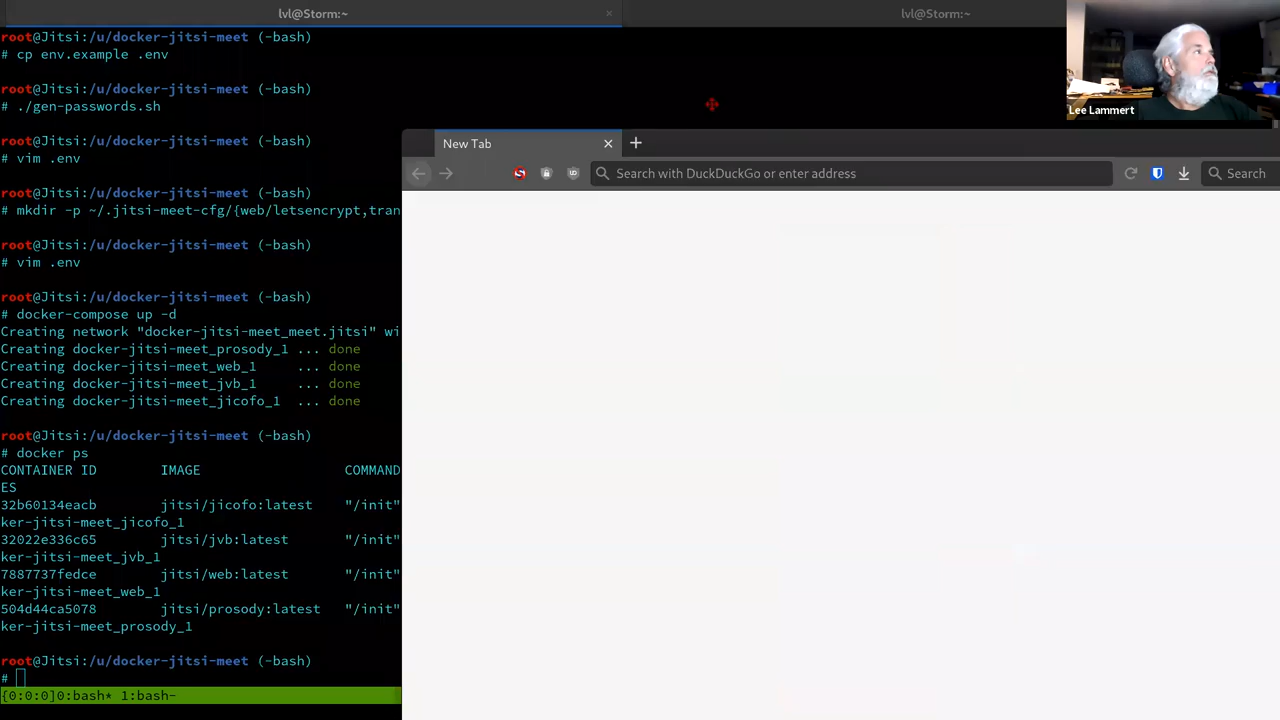 lvl@Storm:~ ×
lvl@Storm:~
root@Jitsi:/u/docker-jitsi-meet (-bash)
# cp env.example .env
root@Jitsi:/u/docker-jitsi-meet (-bash)
# ./gen-passwords.sh
root@Jitsi:/u/docker-jitsi-meet (-bash)
# vim .env
root@Jitsi:/u/docker-jitsi-meet (-bash)
# mkdir -p ~/.jitsi-meet-cfg/{web/letsencrypt,tran
root@Jitsi:/u/docker-jitsi-meet (-bash)
# vim .env
root@Jitsi:/u/docker-jitsi-meet (-bash)
# docker-compose up -d
Creating network "docker-jitsi-meet_meet.jitsi" wi
Creating docker-jitsi-meet_prosody_1 ... done
Creating docker-jitsi-meet_web_1     ... done
Creating docker-jitsi-meet_jvb_1     ... done
Creating docker-jitsi-meet_jicofo_1  ... done
root@Jitsi:/u/docker-jitsi-meet (-bash)
# docker ps
CONTAINER ID        IMAGE                  COMMAND
ES
32b60134eacb        jitsi/jicofo:latest    "/init"
ker-jitsi-meet_jicofo_1
32022e336c65        jitsi/jvb:latest       "/init"
ker-jitsi-meet_jvb_1
7887737fedce        jitsi/web:latest       "/init"
ker-jitsi-meet_web_1
504d44ca5078        jitsi/prosody:latest   "/init"
ker-jitsi-meet_prosody_1
root@Jitsi:/u/docker-jitsi-meet (-bash)
#
{0:0:0}0:bash* 1:bash-
Lee Lammert
New Tab
Search with DuckDuckGo or enter address
Search